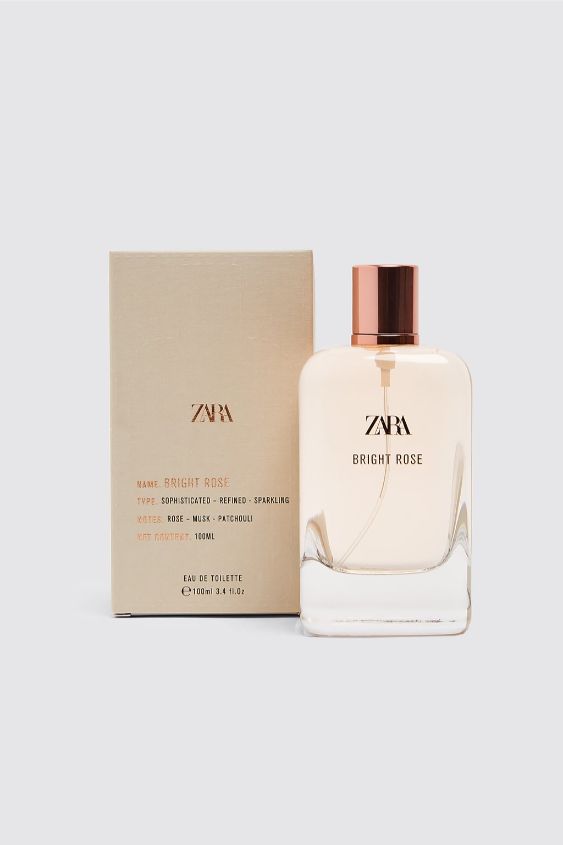 ZARA
NAME. BRIGHT ROSE
TYPE. SOPHISTICATED - REFINED - SPARKLING
NOTES. ROSE - MUSK - PATCHOULI
NET CONTENT. 100ML
EAU DE TOILETTE
℮100ml 3.4 fl.Oz
ZARA
BRIGHT ROSE